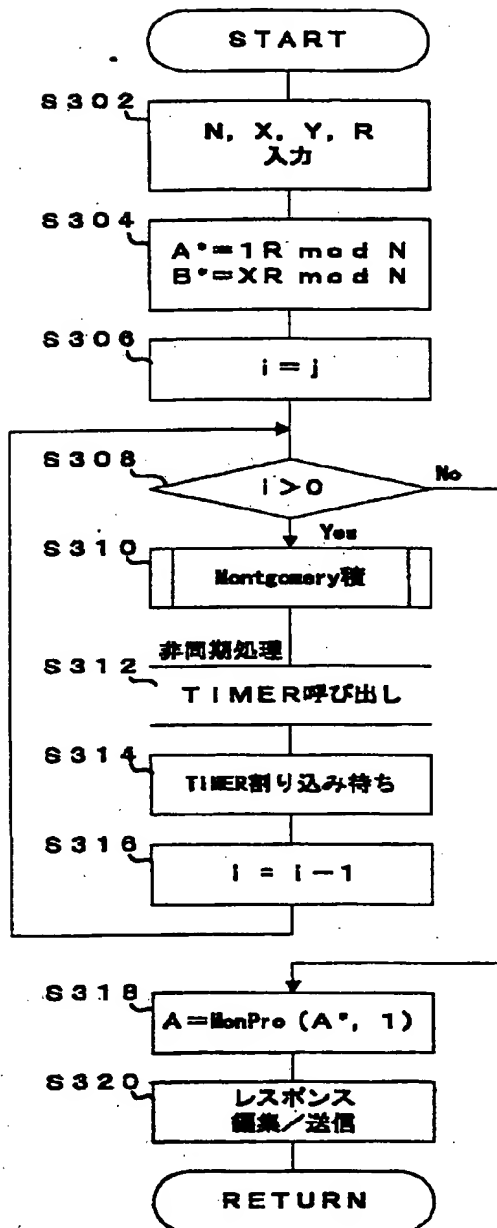 START
S302
N, X, Y, R
入力
S304
A*=1R mod N
B*=XR mod N
S306
i=j
S308
i>0
No
Yes
S310
Montgomery積
非同期処理
S312
TIMER呼び出し
S314
TIMER割り込み待ち
S316
i = i-1
S318
A=MonPro(A*, 1)
S320
レスポンス
編集/送信
RETURN